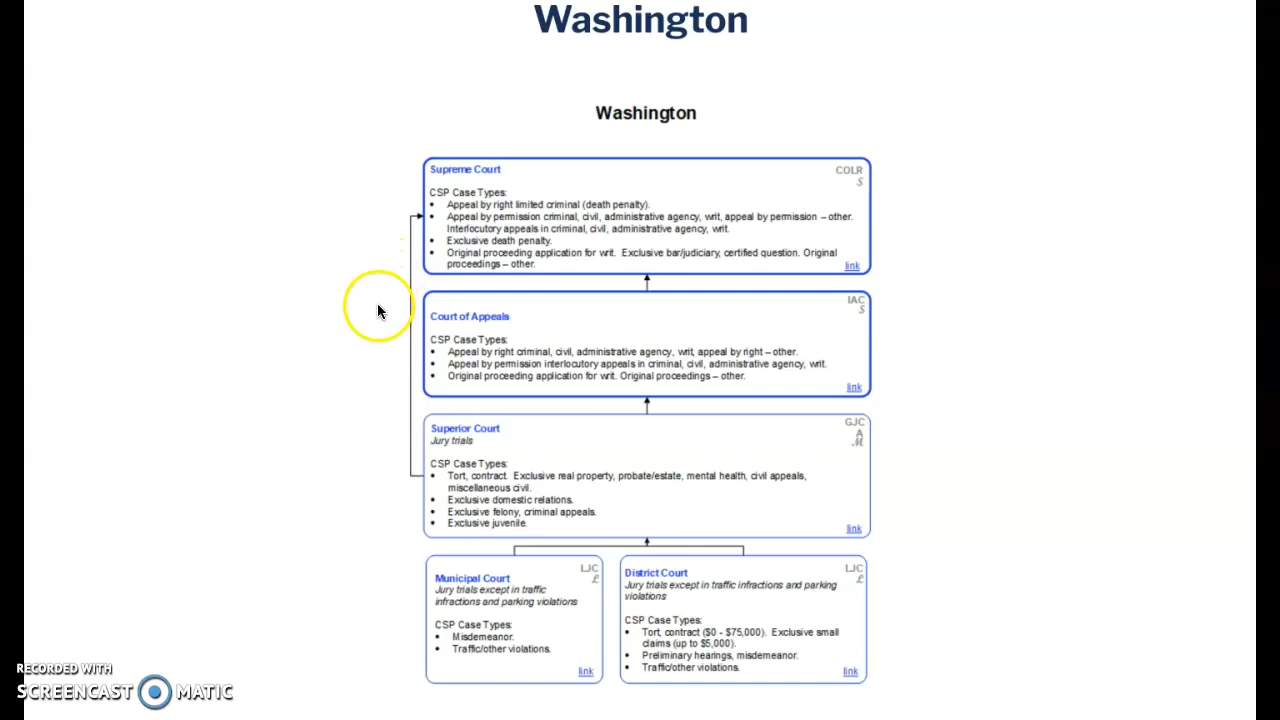 Washington
Washington
Supreme Court
COLR
S
CSP Case Types:
• Appeal by right limited criminal (death penalty).
• Appeal by permission criminal, civil, administrative agency, writ, appeal by permission – other.
Interlocutory appeals in criminal, civil, administrative agency, writ.
• Exclusive death penalty.
• Original proceeding application for writ. Exclusive bar/judiciary, certified question. Original
proceedings – other.
link
IAC
S
Court of Appeals
CSP Case Types:
• Appeal by right criminal, civil, administrative agency, writ, appeal by right – other.
• Appeal by permission interlocutory appeals in criminal, civil, administrative agency, writ.
• Original proceeding application for writ. Original proceedings – other.
link
Superior Court
GJC
A
M
Jury trials
CSP Case Types:
• Tort, contract. Exclusive real property, probate/estate, mental health, civil appeals,
miscellaneous civil.
• Exclusive domestic relations.
• Exclusive felony, criminal appeals.
• Exclusive juvenile.
link
LJC
L
Municipal Court
Jury trials except in traffic
infractions and parking violations
CSP Case Types:
• Misdemeanor.
• Traffic/other violations.
link
LJC
L
District Court
Jury trials except in traffic infractions and parking
violations
CSP Case Types:
• Tort, contract ($0 - $75,000). Exclusive small
claims (up to $5,000).
• Preliminary hearings, misdemeanor.
• Traffic/other violations.
link
RECORDED WITH
SCREENCAST MATIC